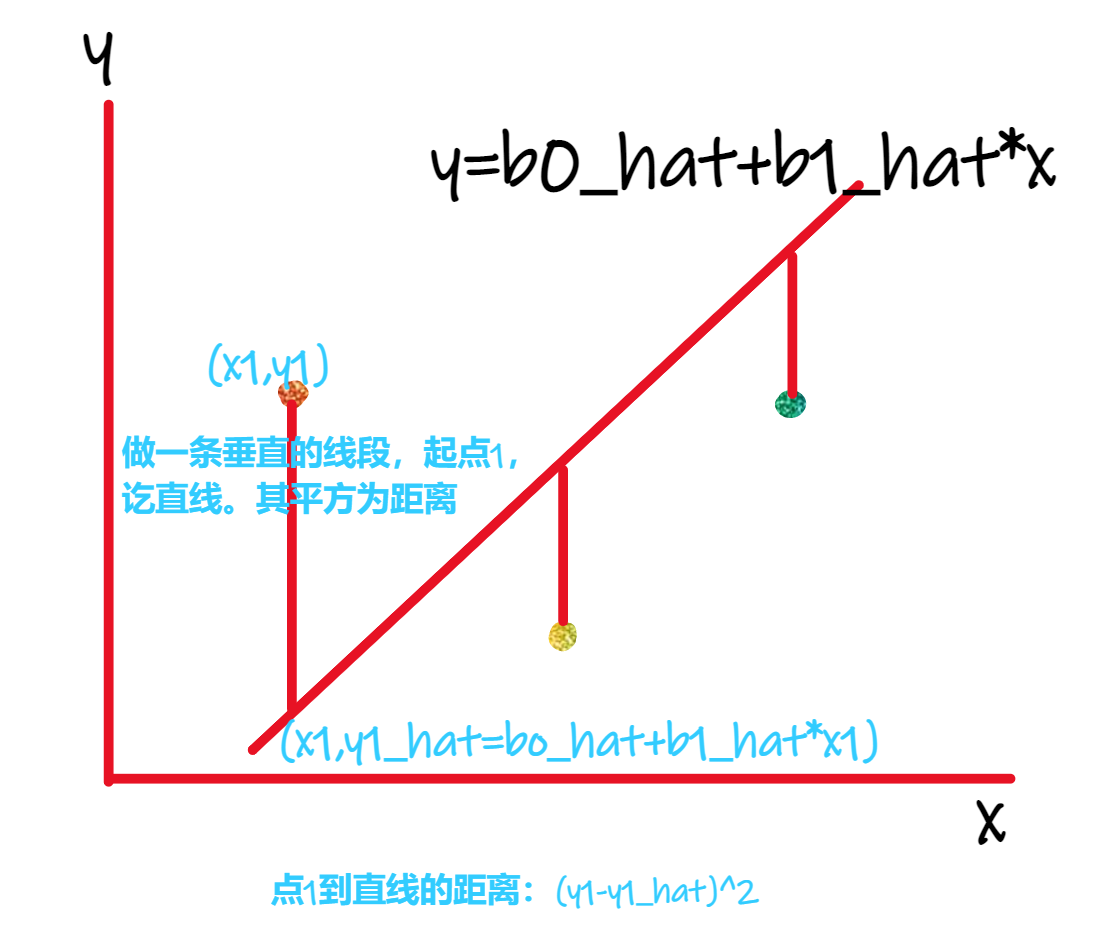 y
y=b0_hat+b1_hat*x
(x1,y1)
做一条垂直的线段，起点1，
讫直线。其平方为距离
(x1,y1_hat=bo_hat+b1_hat*x1)
x
点1到直线的距离：(y1-y1_hat)^2